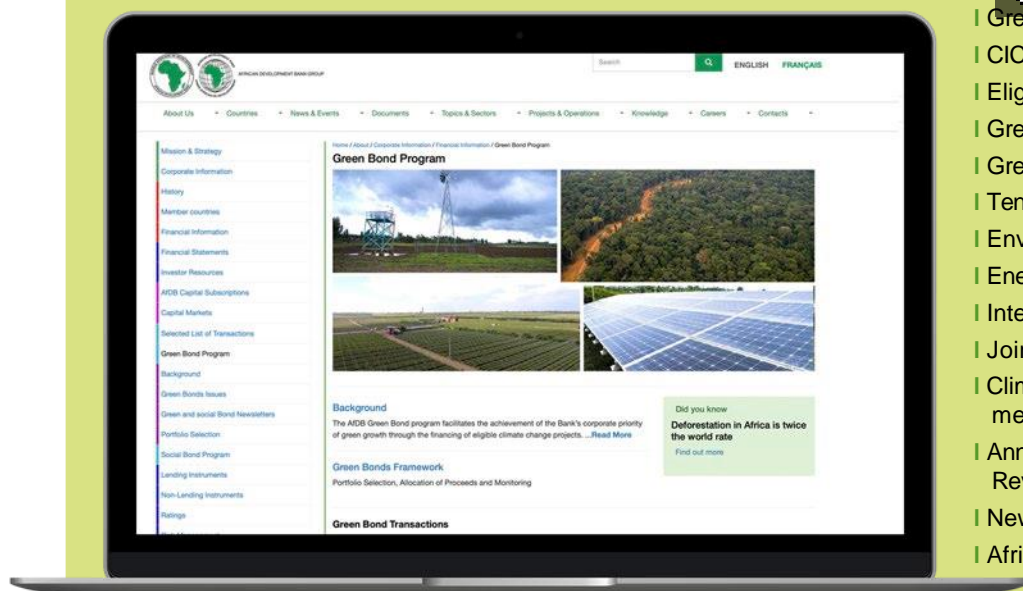 AFRICAN DEVELOPMENT BANK GROUP
Search
ENGLISH FRANÇAIS
About Us
Countries
News & Events
Documents
Topics & Sectors
Projects & Operations
Knowledge
Careers
Contacts
Mission & Strategy
Corporate Information
History
Member countries
Financial Information
Financial Statements
Investor Resources
AfDB Capital Subscriptions
Capital Markets
Selected List of Transactions
Green Bond Program
Background
Green Bonds Issues
Green and social Bond Newsletters
Portfolio Selection
Social Bond Program
Lending Instruments
Non-Lending Instruments
Ratings
Home / About / Corporate Information / Financial Information / Green Bond Program
Green Bond Program
Background
The AfDB Green Bond program facilitates the achievement of the Bank's corporate priority
of green growth through the financing of eligible climate change projects. ...Read More
Green Bonds Framework
Portfolio Selection, Allocation of Proceeds and Monitoring
Green Bond Transactions
Did you know
Deforestation in Africa is twice
the world rate
Find out more
Gre
CIC
Elig
Gre
Gre
Ten
Env
Ene
Inte
Join
Clim
me
Ann
Rev
New
Afri